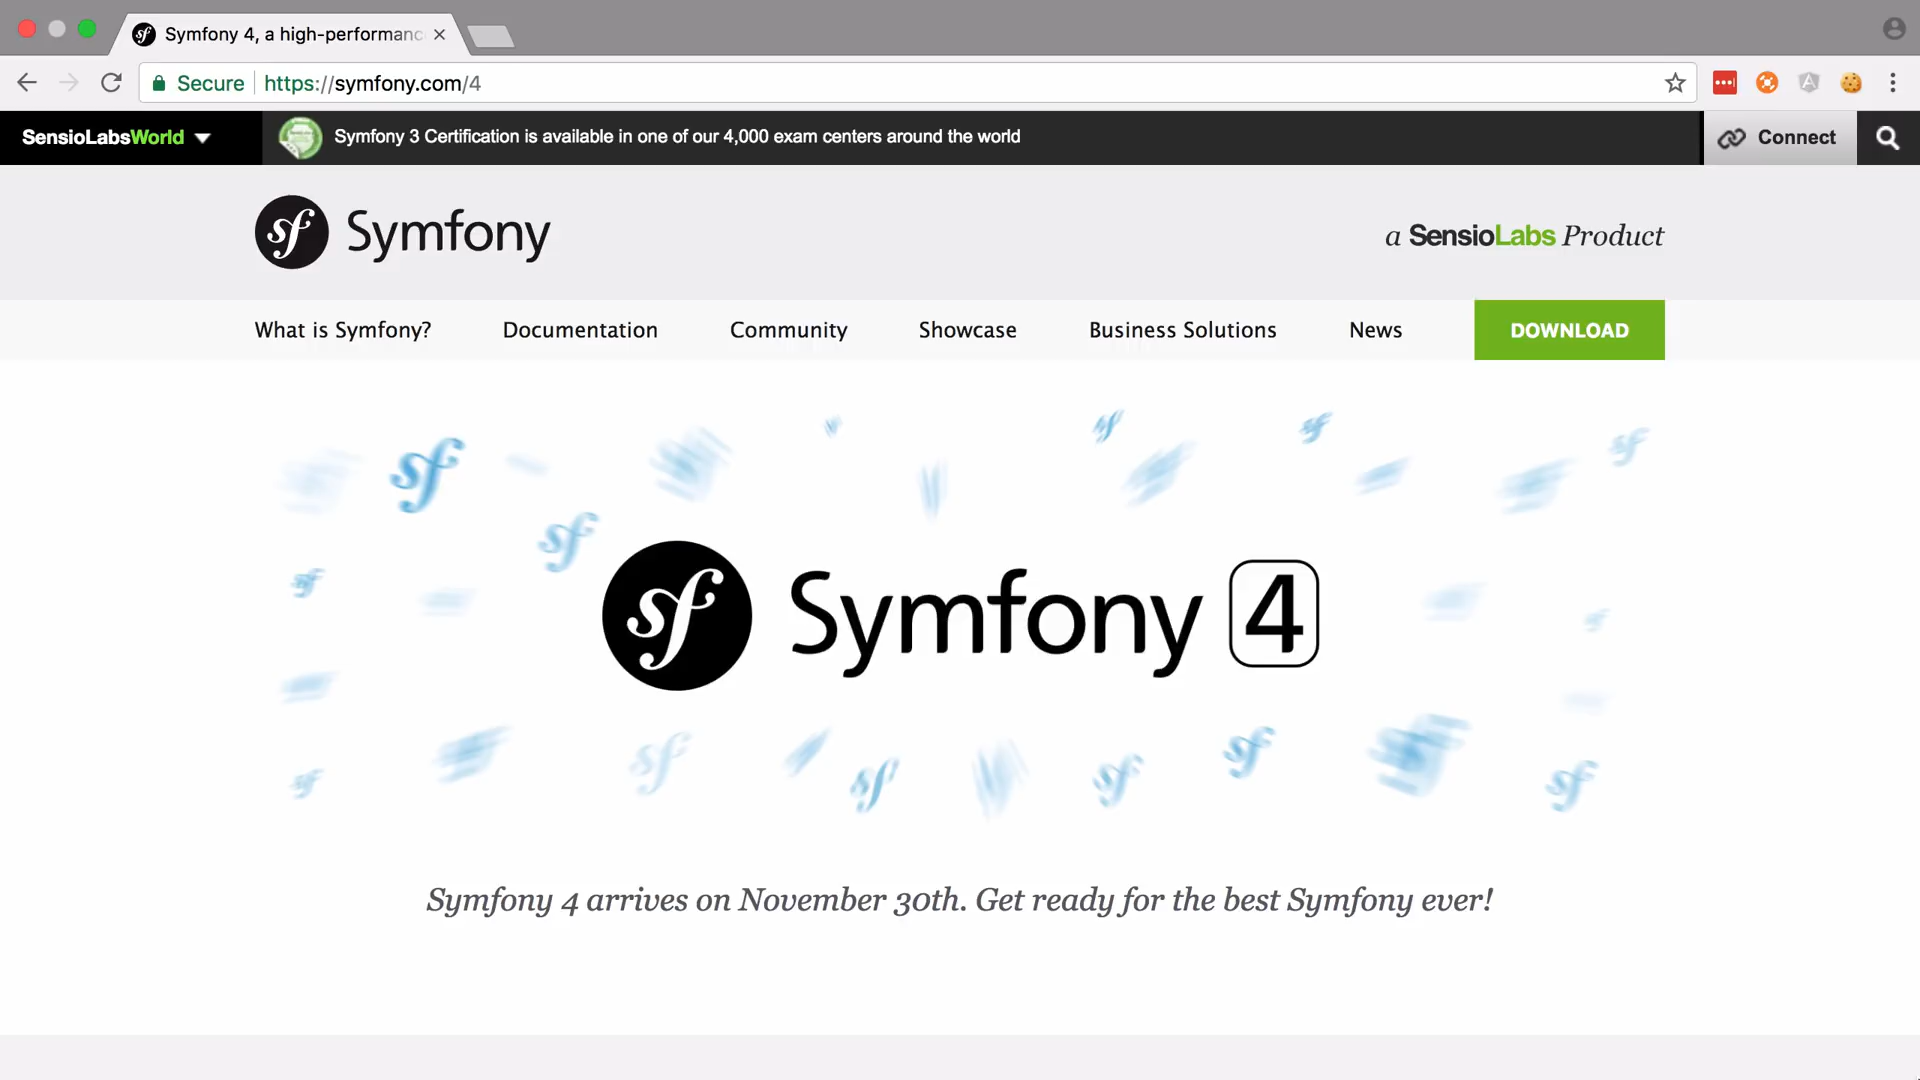 Symfony 4, a high-performanc
Secure https://symfony.com/4
SensioLabsWorld
Symfony 3 Certification is available in one of our 4,000 exam centers around the world
Connect
sf Symfony
a SensioLabs Product
What is Symfony?
Documentation
Community
Showcase
Business Solutions
News
DOWNLOAD
sf Symfony 4
Symfony 4 arrives on November 30th. Get ready for the best Symfony ever!